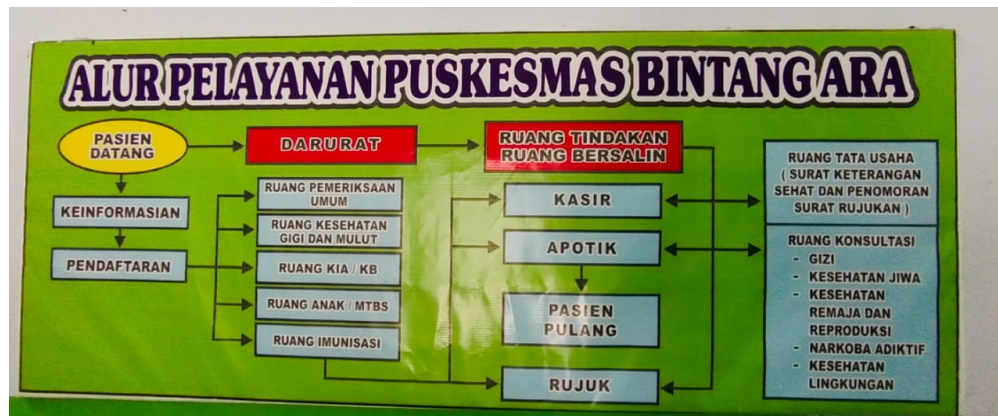 ALUR PELAYANAN PUSKESMAS BINTANG ARA
PASIEN
DATANG
DARURAT
RUANG TINDAKAN
RUANG BERSALIN
KEINFORMASIAN
PENDAFTARAN
RUANG PEMERIKSAAN
UMUM
RUANG KESEHATAN
GIGI DAN MULUT
RUANG KIA / KB
RUANG ANAK / MTBS
RUANG IMUNISASI
KASIR
APOTIK
PASIEN
PULANG
RUJUK
RUANG TATA USAHA
( SURAT KETERANGAN
SEHAT DAN PENOMORAN
SURAT RUJUKAN )
RUANG KONSULTASI
- GIZI
- KESEHATAN JIWA
- KESEHATAN
REMAJA DAN
REPRODUKSI
- NARKOBA ADIKTIF
- KESEHATAN
LINGKUNGAN